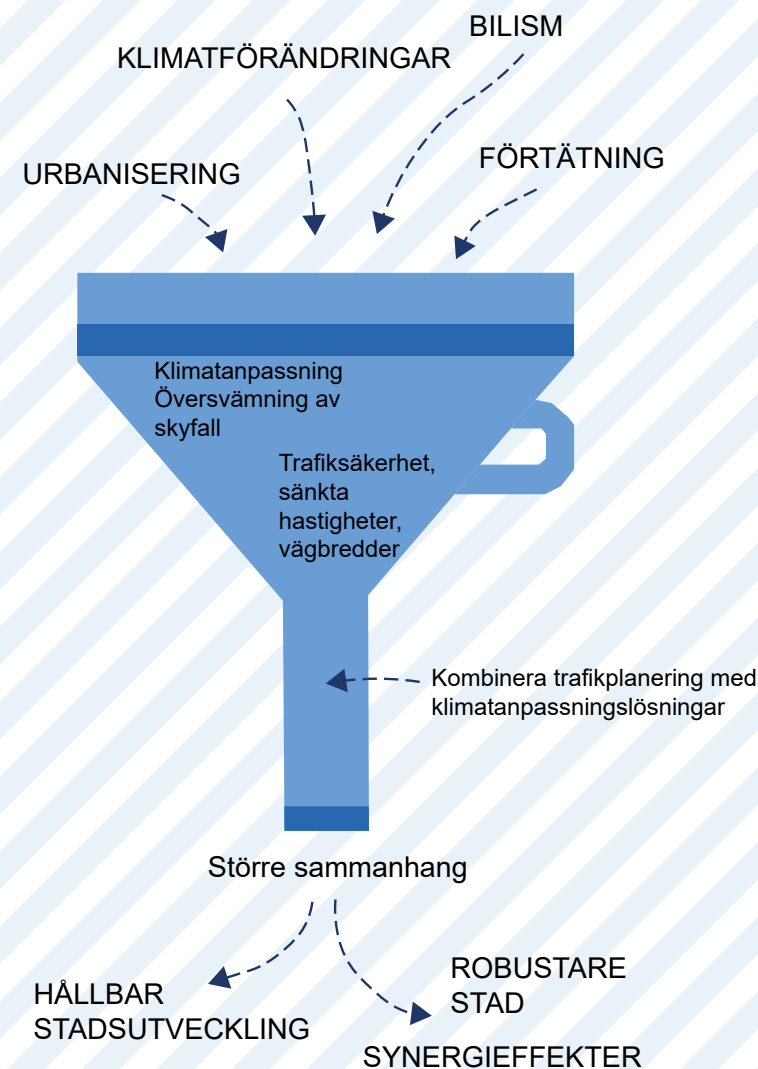 BILISM
KLIMATFÖRÄNDRINGAR
FÖRTÄTNING
URBANISERING
Klimatanpassning
Översvämning av
skyfall
Trafiksäkerhet,
sänkta
hastigheter,
vägbredder
Kombinera trafikplanering med
klimatanpassningslösningar
Större sammanhang
HÅLLBAR
STADSUTVECKLING
ROBUSTARE
STAD
SYNERGIEFFEKTER